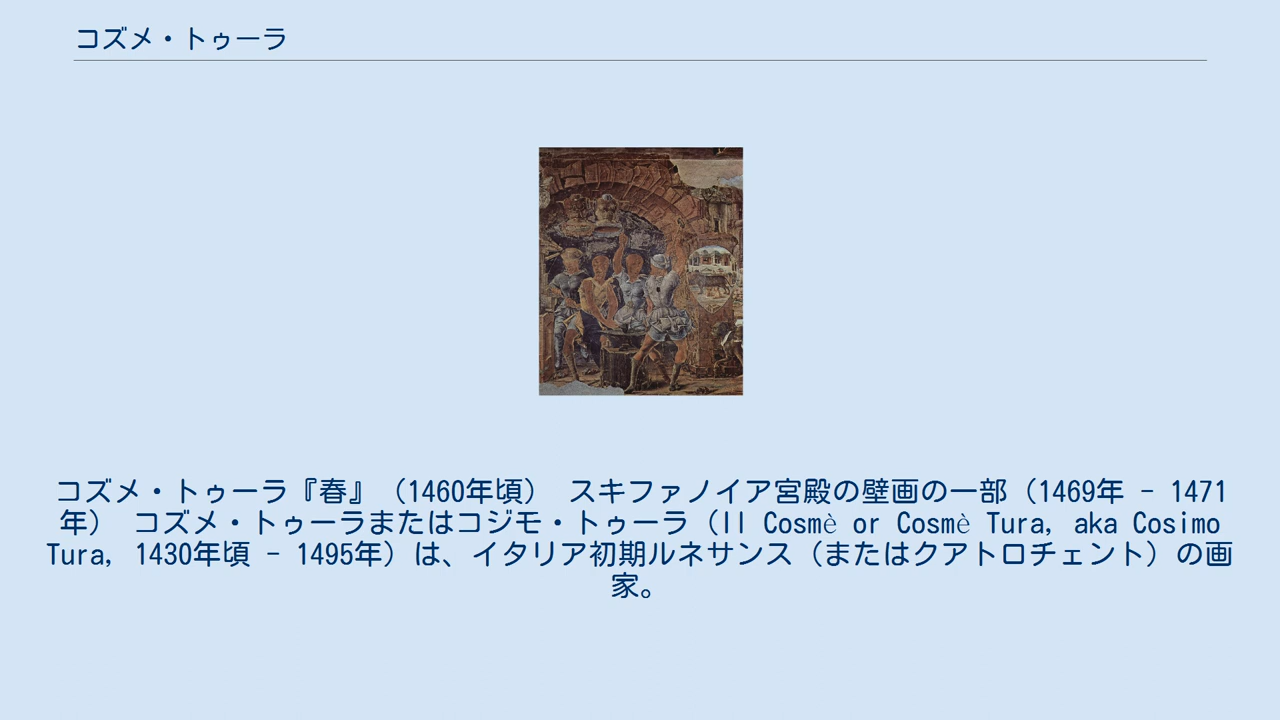 コズメ・トゥーラ
コズメ・トゥーラ『春』（1460年頃） スキファノイア宮殿の壁画の一部（1469年 - 1471
年） コズメ・トゥーラまたはコジモ・トゥーラ（Il Cosmè or Cosmè Tura, aka Cosimo
Tura, 1430年頃 - 1495年）は、イタリア初期ルネサンス（またはクアトロチェント）の画
家。